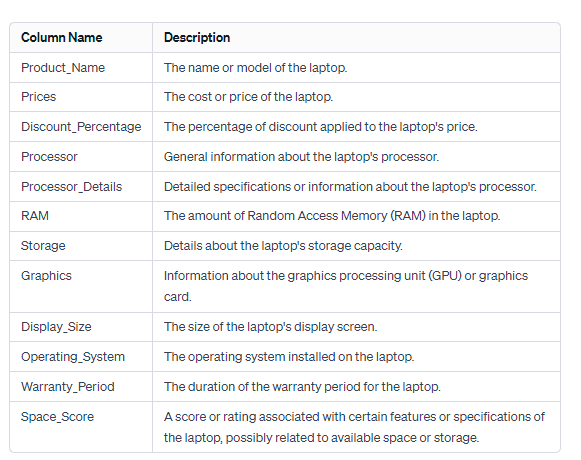 Column Name Description
Product_Name The name or model of the laptop.
Prices The cost or price of the laptop.
Discount_Percentage The percentage of discount applied to the laptop's price.
Processor General information about the laptop's processor.
Processor_Details Detailed specifications or information about the laptop's processor.
RAM The amount of Random Access Memory (RAM) in the laptop.
Storage Details about the laptop's storage capacity.
Graphics Information about the graphics processing unit (GPU) or graphics
card.
Display_Size The size of the laptop's display screen.
Operating_System The operating system installed on the laptop.
Warranty_Period The duration of the warranty period for the laptop.
Space_Score A score or rating associated with certain features or specifications of
the laptop, possibly related to available space or storage.